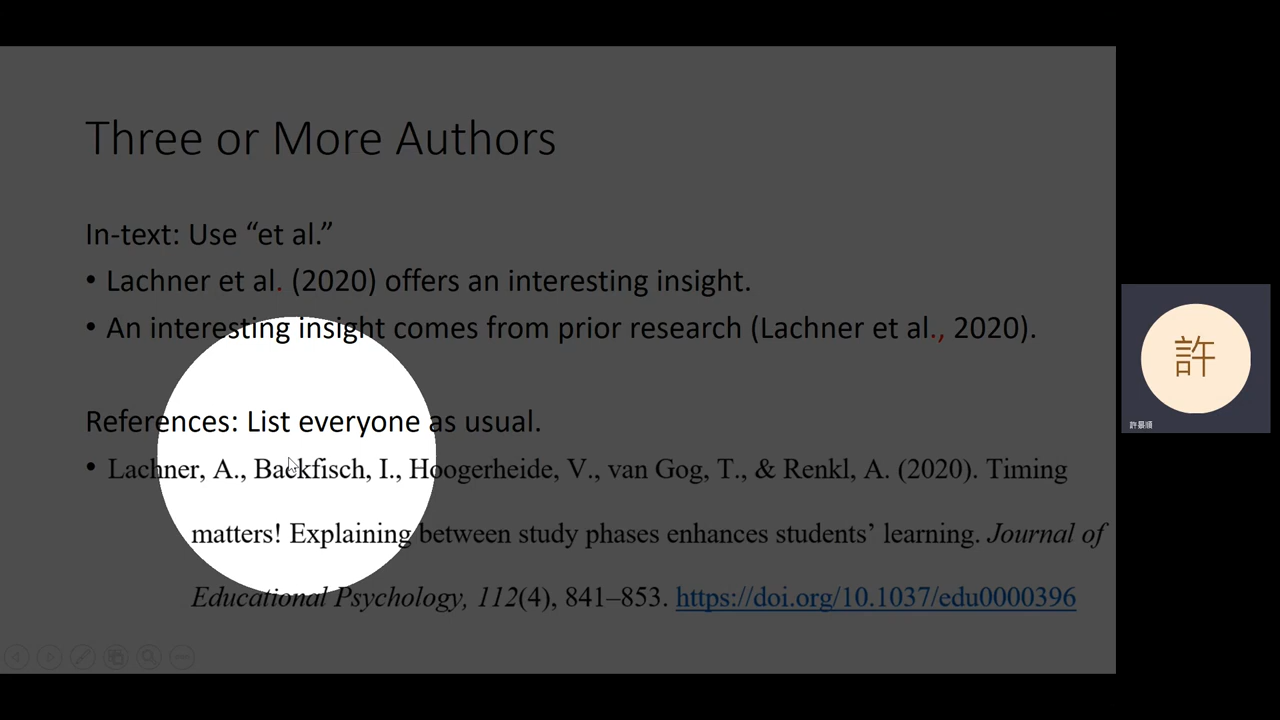 Three or More Authors
In-text: Use “et al.”
• Lachner et al. (2020) offers an interesting insight.
• An interesting insight comes from prior research (Lachner et al., 2020).
References: List everyone as usual.
• Lachner, A., Backfisch, I., Hoogerheide, V., van Gog, T., & Renkl, A. (2020). Timing
matters! Explaining between study phases enhances students’ learning. Journal of
Educational Psychology, 112(4), 841–853. https://doi.org/10.1037/edu0000396
許
許景順